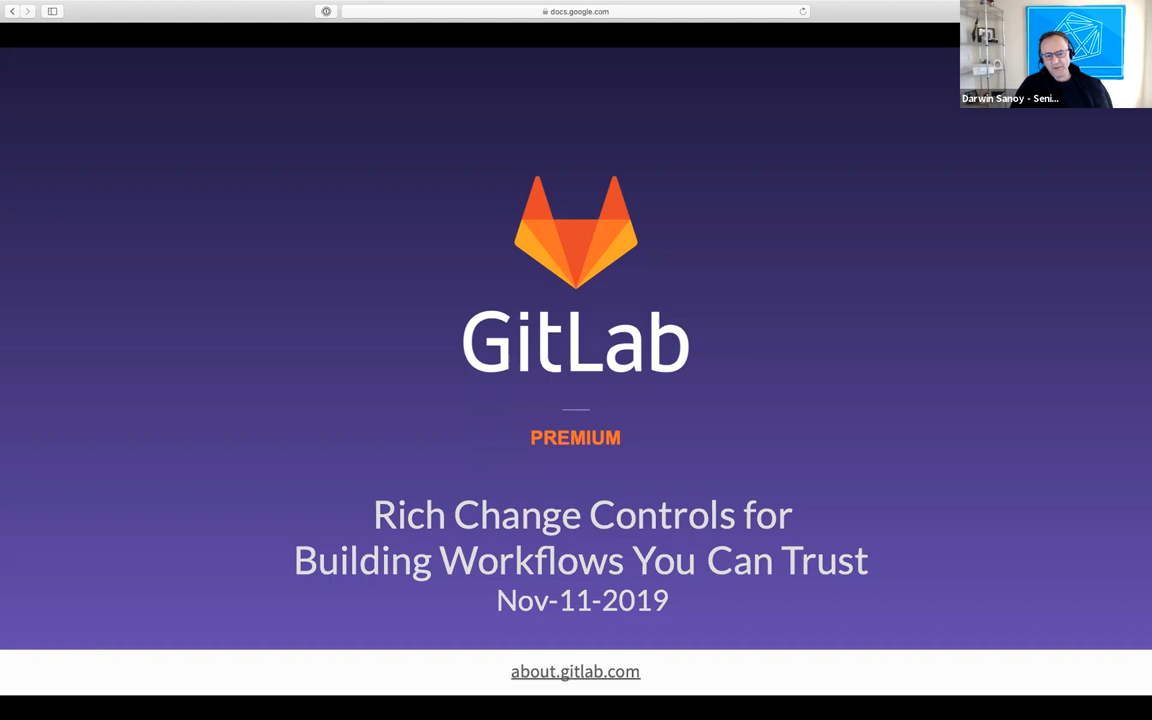 docs.google.com
Darwin Sanoy - Seni...
GitLab
PREMIUM
Rich Change Controls for
Building Workflows You Can Trust
Nov-11-2019
about.gitlab.com